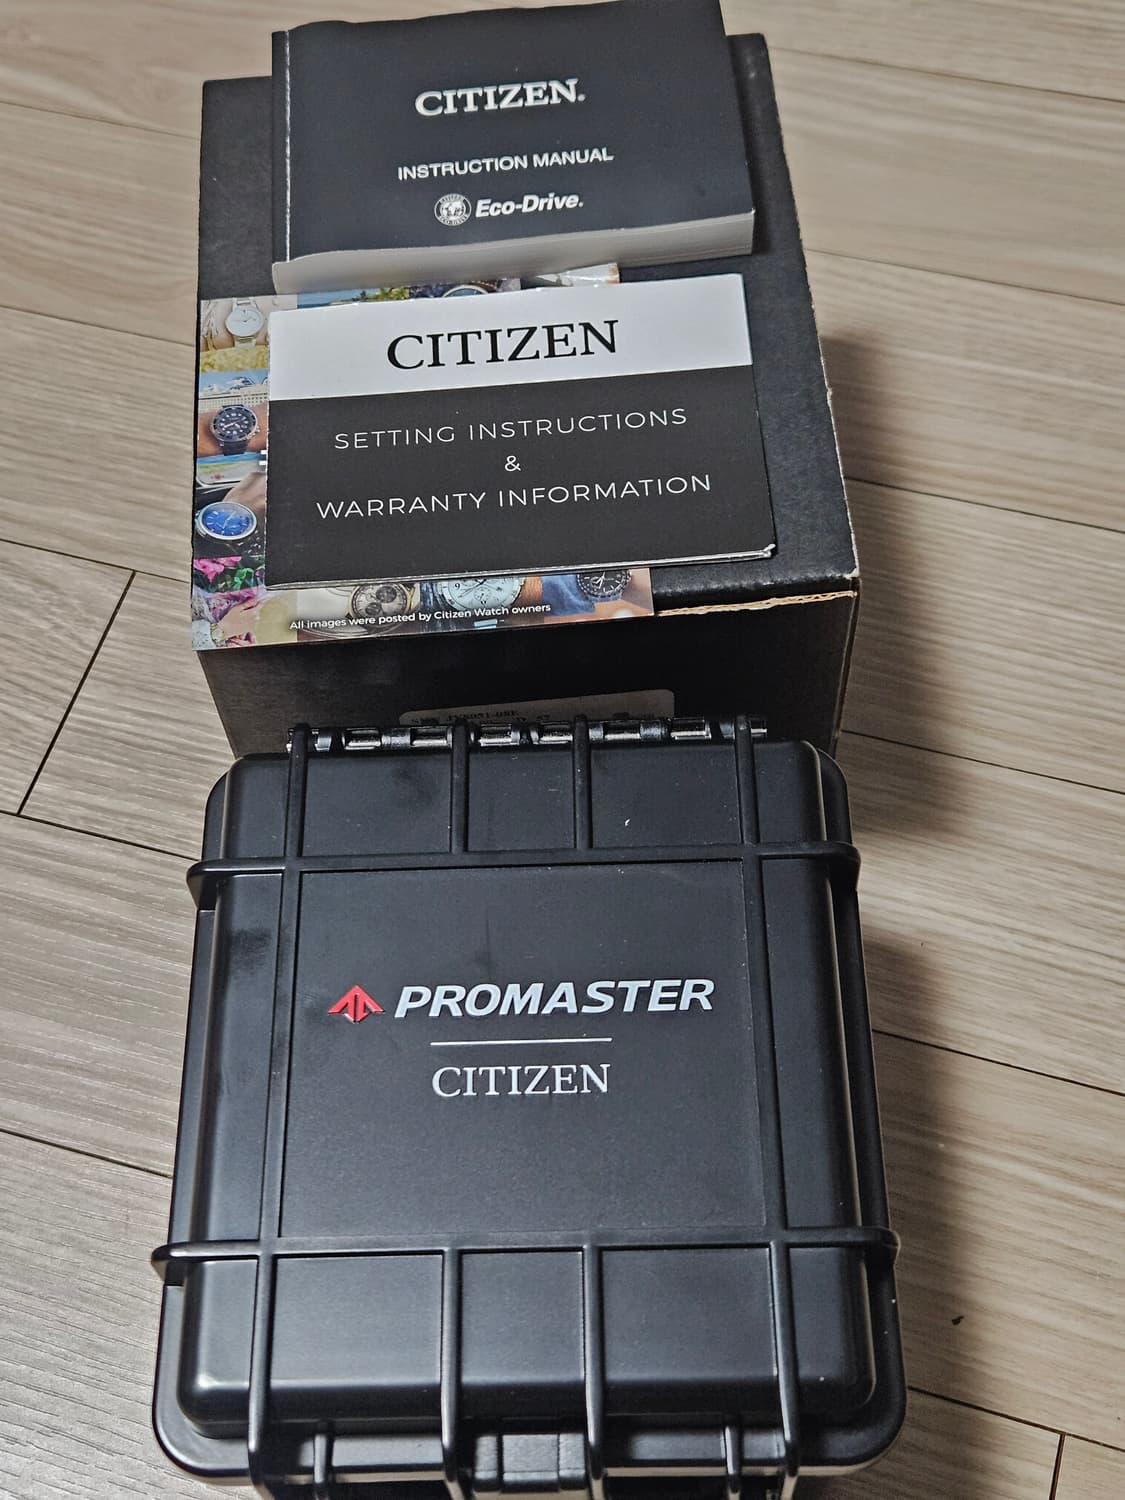 CITIZEN®
INSTRUCTION MANUAL
Eco-Drive®
CITIZEN
SETTING INSTRUCTIONS
&
WARRANTY INFORMATION
All images were posted by Citizen Watch owners
PROMASTER
CITIZEN